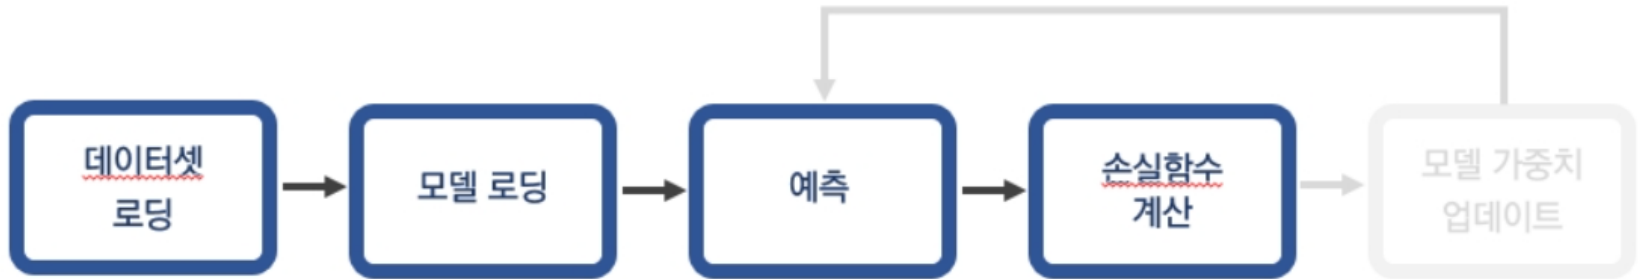 데이터셋
로딩
모델 로딩
예측
손실함수
계산
모델 가중치
업데이트